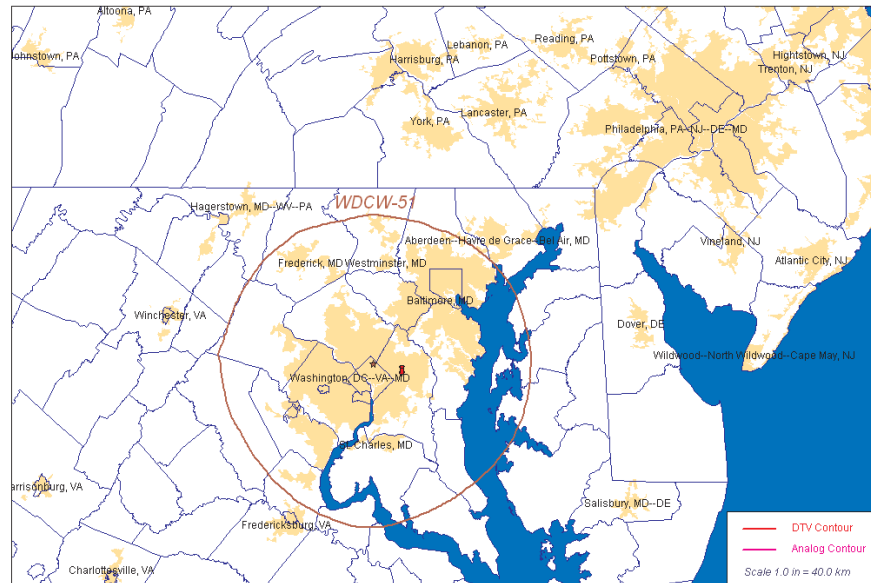 Altoona, PA
Johnstown, PA
Harrisburg, PA
Lebanon, PA
Reading, PA
Pottstown, PA
Hightstown, NJ
Trenton, NJ
York, PA
Lancaster, PA
Philadelphia, PA--NJ--DE--MD
Hagerstown, MD--WV--PA
WDCW-51
Aberdeen--Havre de Grace--Bel Air, MD
Frederick, MD
Westminster, MD
Vineland, NJ
Atlantic City, NJ
Baltimore, MD
Winchester, VA
Dover, DE
Wildwood--North Wildwood--Cape May, NJ
Washington, DC--VA--MD
St. Charles, MD
Harrisonburg, VA
Fredericksburg, VA
Salisbury, MD--DE
Charlottesville, VA
DTV Contour
Analog Contour
Scale 1.0 in = 40.0 km